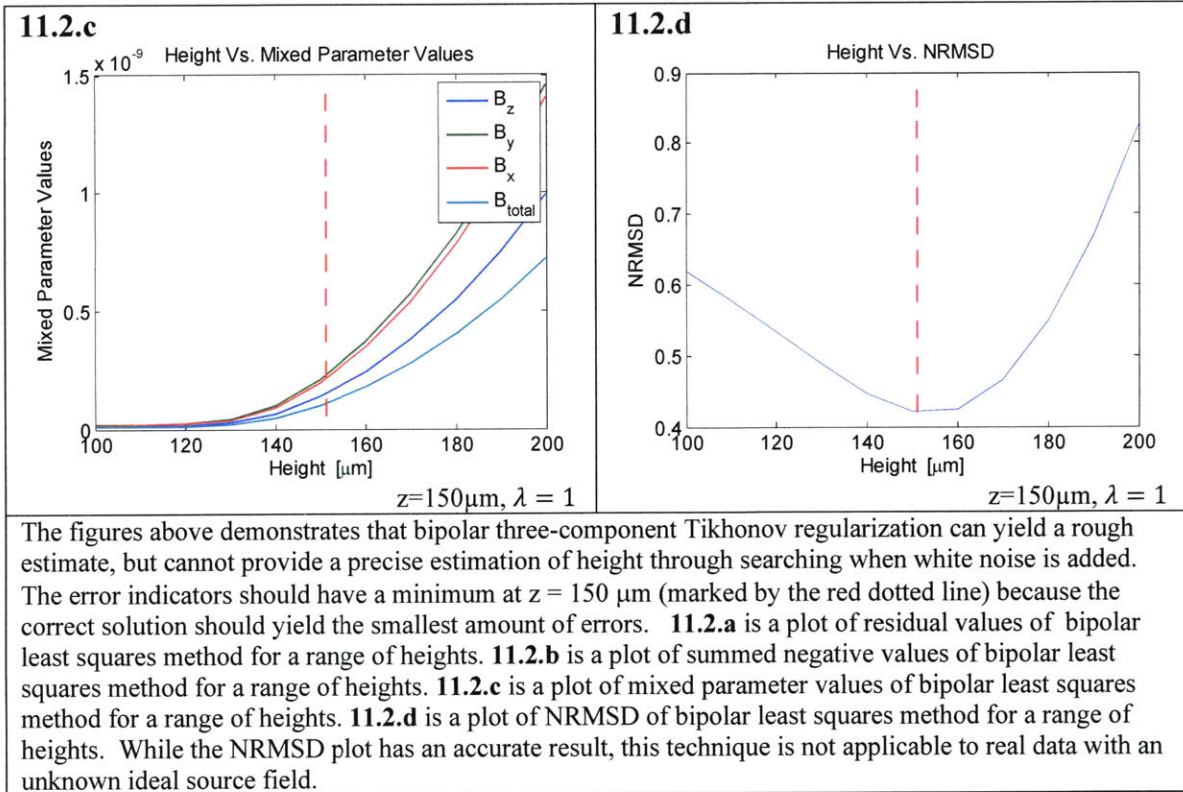 11.2.c
Height Vs. Mixed Parameter Values
x 10^-9
1.5
1
0.5
0
Mixed Parameter Values
B_z
B_y
B_x
B_total
100 120 140 160 180 200
Height [µm]
z=150µm, λ = 1
11.2.d
Height Vs. NRMSD
0.9
0.8
0.7
0.6
0.5
0.4
NRMSD
100 120 140 160 180 200
Height [µm]
z=150µm, λ = 1
The figures above demonstrates that bipolar three-component Tikhonov regularization can yield a rough
estimate, but cannot provide a precise estimation of height through searching when white noise is added.
The error indicators should have a minimum at z = 150 µm (marked by the red dotted line) because the
correct solution should yield the smallest amount of errors. 11.2.a is a plot of residual values of bipolar
least squares method for a range of heights. 11.2.b is a plot of summed negative values of bipolar least
squares method for a range of heights. 11.2.c is a plot of mixed parameter values of bipolar least squares
method for a range of heights. 11.2.d is a plot of NRMSD of bipolar least squares method for a range of
heights. While the NRMSD plot has an accurate result, this technique is not applicable to real data with an
unknown ideal source field.